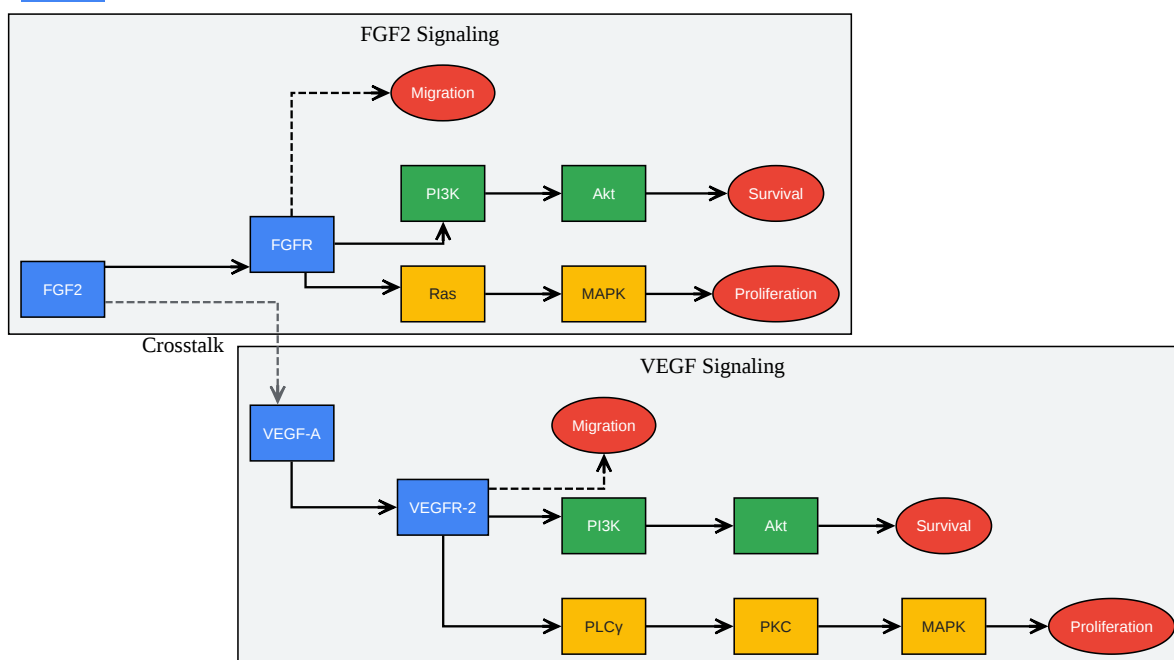 FGF2 Signaling
Migration
PI3K
Akt
Survival
FGFR
FGF2
Ras
MAPK
Proliferation
Crosstalk
VEGF Signaling
VEGF-A
Migration
VEGFR-2
PI3K
Akt
Survival
PLCγ
PKC
MAPK
Proliferation